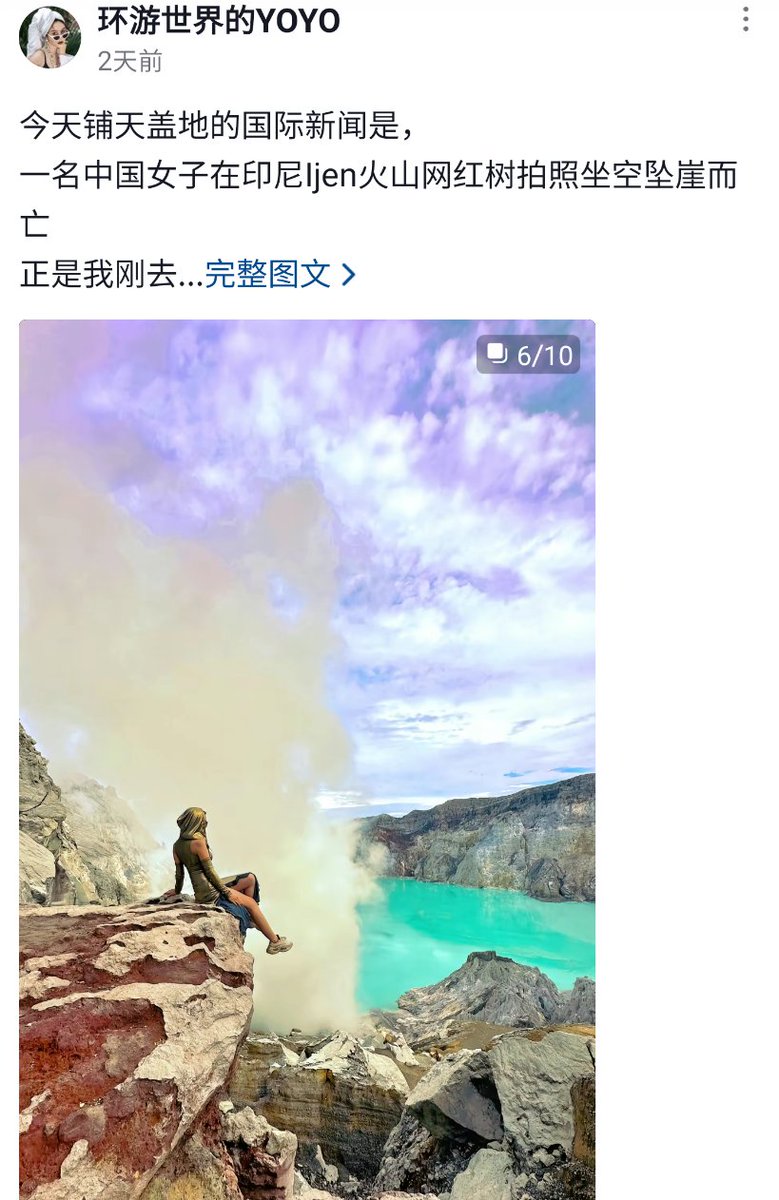 环游世界的YOYO
2天前
今天铺天盖地的国际新闻是，
一名中国女子在印尼Ijen火山网红树拍照坐空坠崖而
亡
正是我刚去...完整图文
6/10